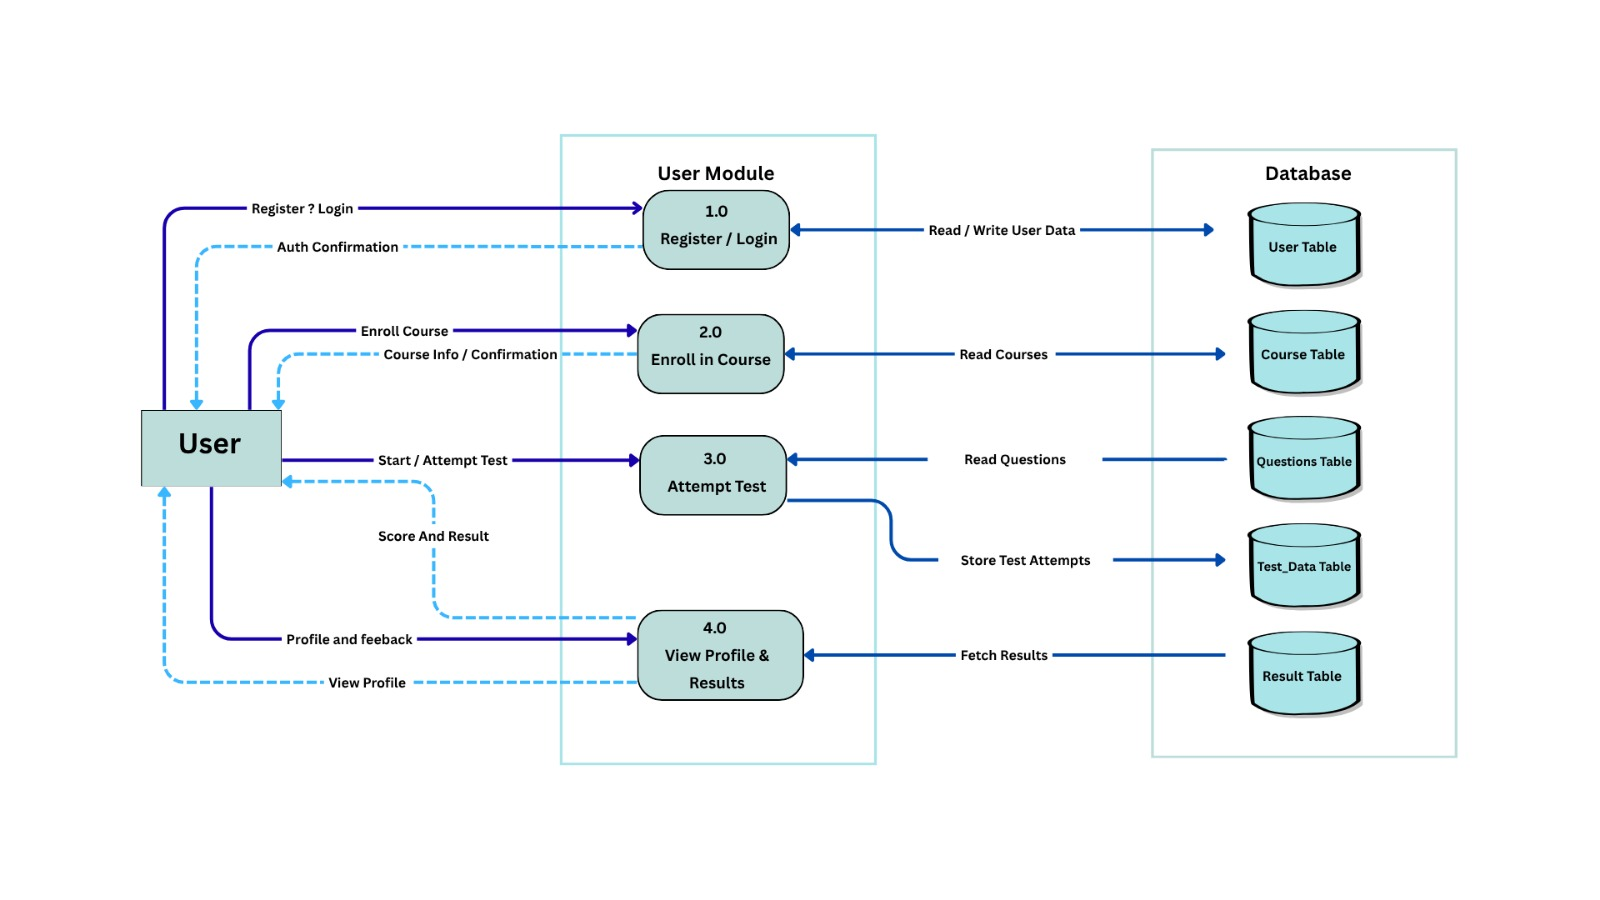 User Module
Database
Register ? Login
1.0
Register / Login
Read / Write User Data
User Table
Auth Confirmation
Enroll Course
2.0
Enroll in Course
Course Info / Confirmation
Read Courses
Course Table
User
Start / Attempt Test
3.0
Attempt Test
Read Questions
Questions Table
Score And Result
Store Test Attempts
Test_Data Table
Profile and feeback
4.0
View Profile &
Results
Fetch Results
Result Table
View Profile